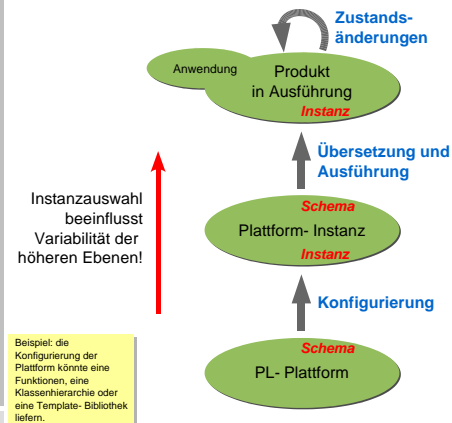 Zustands-
änderungen
Anwendung
Produkt
in Ausführung
Instanz
Übersetzung und
Ausführung
Instanzauswahl
beeinflusst
Variabilität der
höheren Ebenen!
Schema
Plattform- Instanz
Instanz
Konfigurierung
Beispiel: die
Konfigurierung der
Plattform könnte eine
Funktionen, eine
Klassenhierarchie oder
eine Template- Bibliothek
liefern.
Schema
PL- Plattform